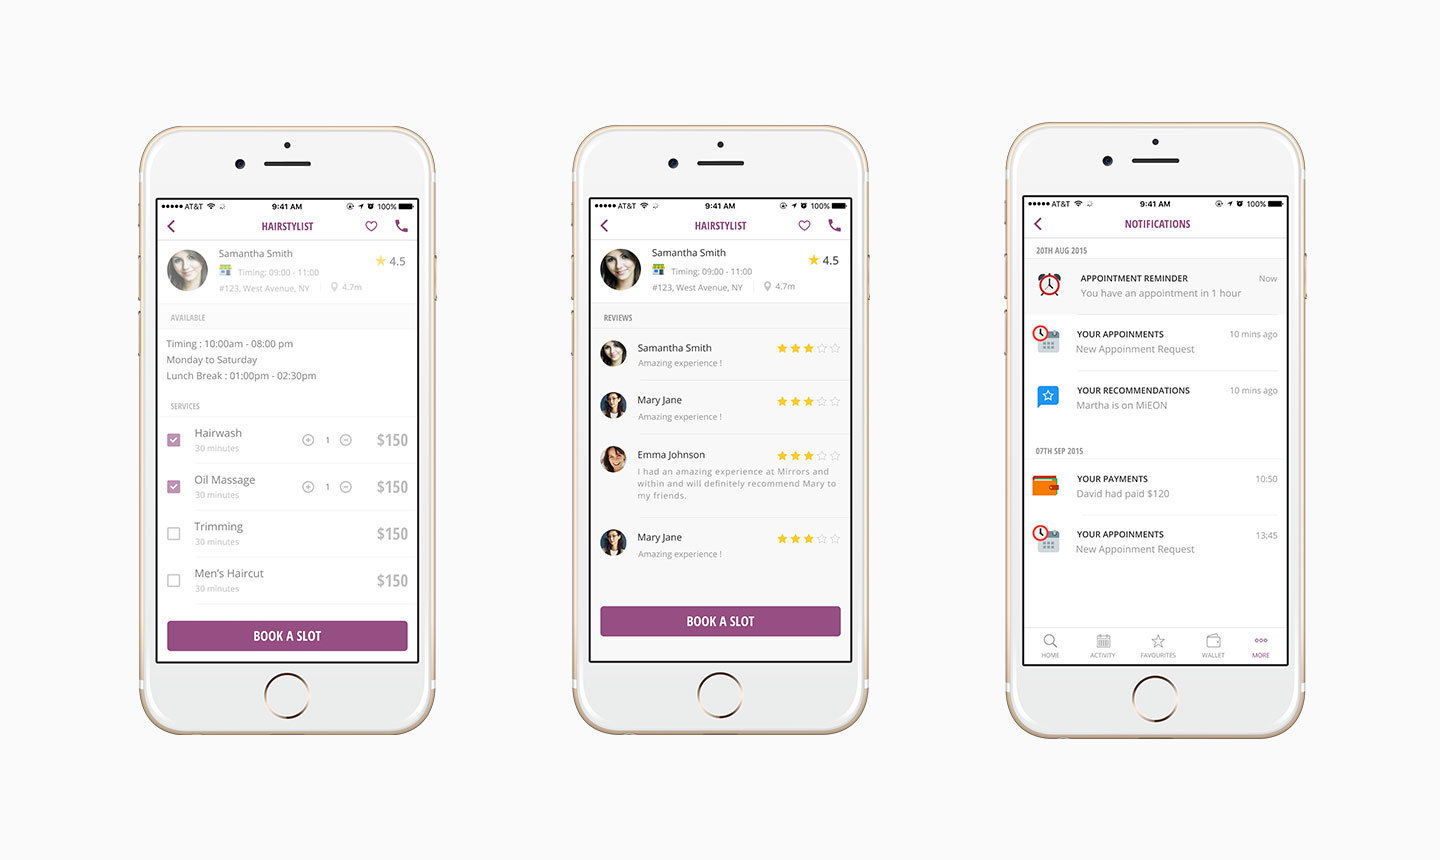 AT&T 9:41 AM 100%
HAIRSTYLIST
Samantha Smith
4.5
Timing: 09:00 - 11:00
#123, West Avenue, NY 4.7m
AVAILABLE
Timing : 10:00am - 08:00 pm
Monday to Saturday
Lunch Break : 01:00pm - 02:30pm
SERVICES
Hairwash 1 $150
30 minutes
Oil Massage 1 $150
30 minutes
Trimming $150
30 minutes
Men's Haircut $150
30 minutes
BOOK A SLOT
AT&T 9:41 AM 100%
HAIRSTYLIST
Samantha Smith
4.5
Timing: 09:00 - 11:00
#123, West Avenue, NY 4.7m
REVIEWS
Samantha Smith
Amazing experience !
Mary Jane
Amazing experience !
Emma Johnson
I had an amazing experience at Mirrors and
within and will definitely recommend Mary to
my friends.
Mary Jane
Amazing experience !
BOOK A SLOT
AT&T 9:41 AM 100%
NOTIFICATIONS
20TH AUG 2015
APPOINTMENT REMINDER Now
You have an appointment in 1 hour
YOUR APPOINMENTS 10 mins ago
New Appoinment Request
YOUR RECOMMENDATIONS 10 mins ago
Martha is on MiEON
07TH SEP 2015
YOUR PAYMENTS 10:50
David had paid $120
YOUR APPOINMENTS 13:45
New Appoinment Request
HOME ACTIVITY FAVOURITES WALLET MORE